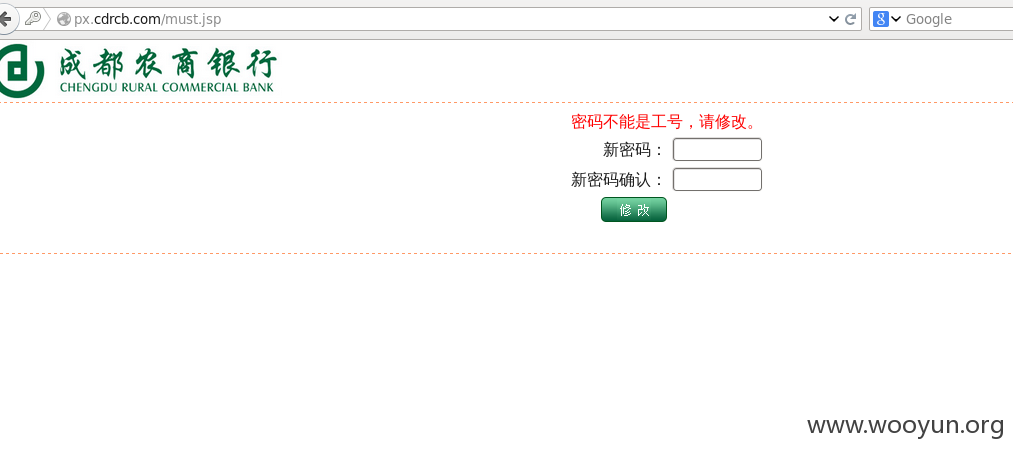 px.cdrcb.com/must.jsp
Google
成都农商银行
CHENGDU RURAL COMMERCIAL BANK
密码不能是工号，请修改。
新密码：
新密码确认：
修改
www.wooyun.org